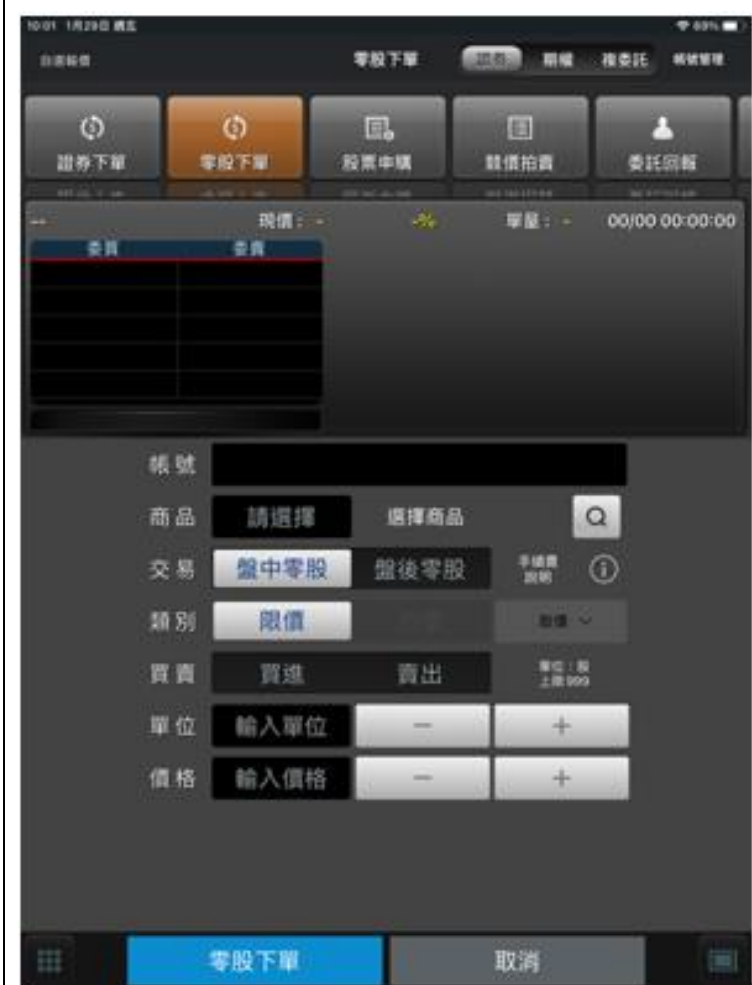 10:01 1月29日 週五 69%
自選報價 零股下單 證券 期權 複委託 帳號管理
證券下單 零股下單 股票申購 競價拍賣 委託回報
-- 現價： - -% 單量： - 00/00 00:00:00
委買 委賣
帳號
商品 請選擇 選擇商品
交易 盤中零股 盤後零股 手續費
說明
類別 限價
買賣 買進 賣出 單位：股
上限999
單位 輸入單位 － ＋
價格 輸入價格 － ＋
零股下單 取消